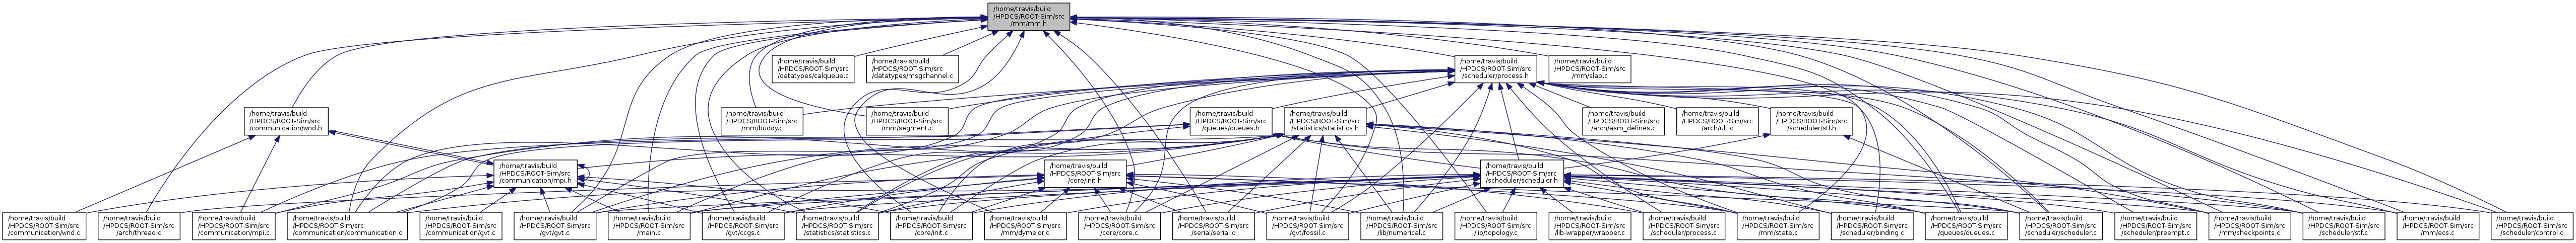 /home/travis/build
/HPDCS/ROOT-Sim/src
/mm/mm.h
/home/travis/build
/HPDCS/ROOT-Sim/src
/datatypes/calqueue.c
/home/travis/build
/HPDCS/ROOT-Sim/src
/datatypes/msgchannel.c
/home/travis/build
/HPDCS/ROOT-Sim/src
/scheduler/process.h
/home/travis/build
/HPDCS/ROOT-Sim/src
/mm/slab.c
/home/travis/build
/HPDCS/ROOT-Sim/src
/communication/wnd.h
/home/travis/build
/HPDCS/ROOT-Sim/src
/mm/buddy.c
/home/travis/build
/HPDCS/ROOT-Sim/src
/mm/segment.c
/home/travis/build
/HPDCS/ROOT-Sim/src
/queues/queues.h
/home/travis/build
/HPDCS/ROOT-Sim/src
/statistics/statistics.h
/home/travis/build
/HPDCS/ROOT-Sim/src
/arch/asm_defines.c
/home/travis/build
/HPDCS/ROOT-Sim/src
/arch/ult.c
/home/travis/build
/HPDCS/ROOT-Sim/src
/scheduler/stf.h
/home/travis/build
/HPDCS/ROOT-Sim/src
/communication/mpi.h
/home/travis/build
/HPDCS/ROOT-Sim/src
/core/init.h
/home/travis/build
/HPDCS/ROOT-Sim/src
/scheduler/scheduler.h
/home/travis/build
/HPDCS/ROOT-Sim/src
/communication/wnd.c
/home/travis/build
/HPDCS/ROOT-Sim/src
/arch/thread.c
/home/travis/build
/HPDCS/ROOT-Sim/src
/communication/mpi.c
/home/travis/build
/HPDCS/ROOT-Sim/src
/communication/communication.c
/home/travis/build
/HPDCS/ROOT-Sim/src
/communication/gvt.c
/home/travis/build
/HPDCS/ROOT-Sim/src
/gvt/gvt.c
/home/travis/build
/HPDCS/ROOT-Sim/src
/main.c
/home/travis/build
/HPDCS/ROOT-Sim/src
/gvt/ccgs.c
/home/travis/build
/HPDCS/ROOT-Sim/src
/statistics/statistics.c
/home/travis/build
/HPDCS/ROOT-Sim/src
/core/init.c
/home/travis/build
/HPDCS/ROOT-Sim/src
/mm/dymelor.c
/home/travis/build
/HPDCS/ROOT-Sim/src
/core/core.c
/home/travis/build
/HPDCS/ROOT-Sim/src
/serial/serial.c
/home/travis/build
/HPDCS/ROOT-Sim/src
/gvt/fossil.c
/home/travis/build
/HPDCS/ROOT-Sim/src
/lib/numerical.c
/home/travis/build
/HPDCS/ROOT-Sim/src
/lib/topology.c
/home/travis/build
/HPDCS/ROOT-Sim/src
/lib-wrapper/wrapper.c
/home/travis/build
/HPDCS/ROOT-Sim/src
/scheduler/process.c
/home/travis/build
/HPDCS/ROOT-Sim/src
/mm/state.c
/home/travis/build
/HPDCS/ROOT-Sim/src
/scheduler/binding.c
/home/travis/build
/HPDCS/ROOT-Sim/src
/queues/queues.c
/home/travis/build
/HPDCS/ROOT-Sim/src
/scheduler/scheduler.c
/home/travis/build
/HPDCS/ROOT-Sim/src
/scheduler/preempt.c
/home/travis/build
/HPDCS/ROOT-Sim/src
/mm/checkpoints.c
/home/travis/build
/HPDCS/ROOT-Sim/src
/scheduler/stf.c
/home/travis/build
/HPDCS/ROOT-Sim/src
/mm/ecs.c
/home/travis/build
/HPDCS/ROOT-Sim/src
/scheduler/control.c